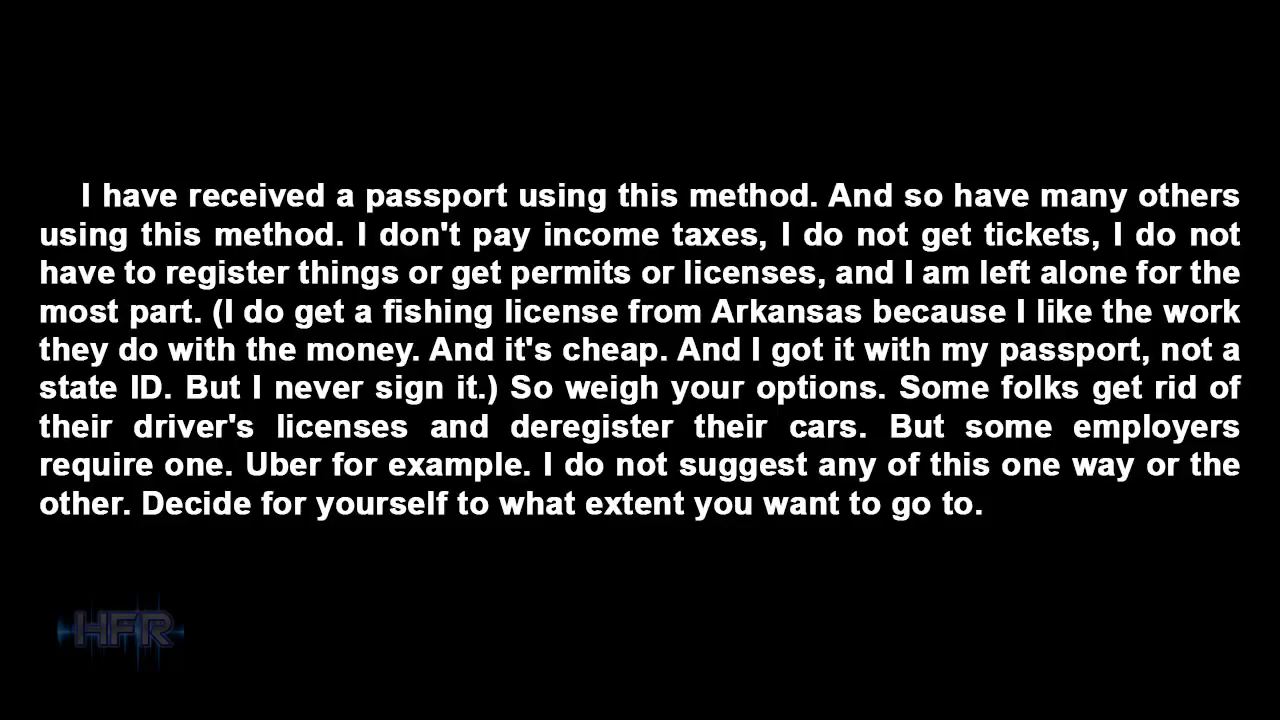 I have received a passport using this method. And so have many others
using this method. I don't pay income taxes, I do not get tickets, I do not
have to register things or get permits or licenses, and I am left alone for the
most part. (I do get a fishing license from Arkansas because I like the work
they do with the money. And it's cheap. And I got it with my passport, not a
state ID. But I never sign it.) So weigh your options. Some folks get rid of
their driver's licenses and deregister their cars. But some employers
require one. Uber for example. I do not suggest any of this one way or the
other. Decide for yourself to what extent you want to go to.
HFR